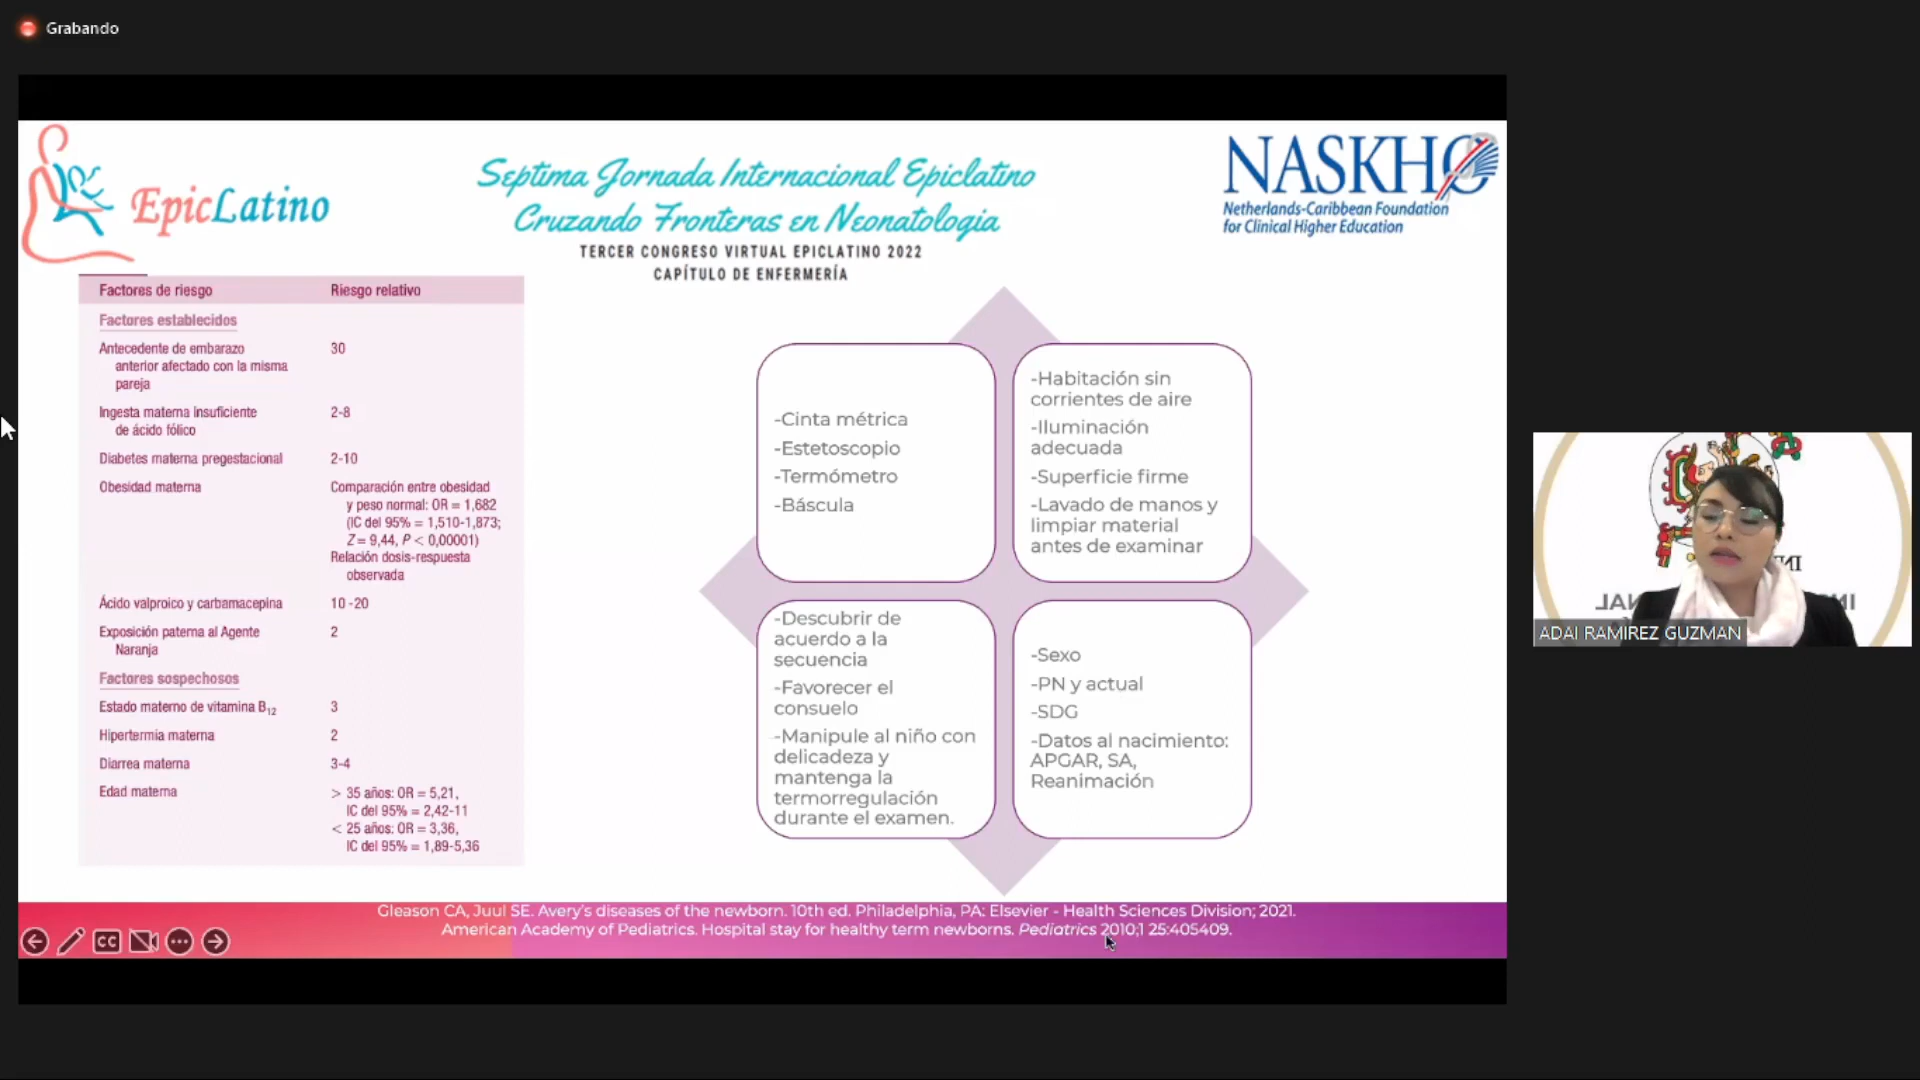 Grabando
EpicLatino
Septima Jornada Internacional Epiclatino
Cruzando Fronteras en Neonatologia
TERCER CONGRESO VIRTUAL EPICLATINO 2022
CAPÍTULO DE ENFERMERÍA
NASKHO
Netherlands-Caribbean Foundation
for Clinical Higher Education
Factores de riesgo Riesgo relativo
Factores establecidos
Antecedente de embarazo 30
anterior afectado con la misma
pareja
Ingesta materna insuficiente 2-8
de ácido fólico
Diabetes materna pregestacional 2-10
Obesidad materna Comparación entre obesidad
y peso normal: OR = 1,682
(IC del 95% = 1,510-1,873;
Z = 9,44, P < 0,00001)
Relación dosis-respuesta
observada
Ácido valproico y carbamacepina 10 -20
Exposición paterna al Agente 2
Naranja
Factores sospechosos
Estado materno de vitamina B12 3
Hipertermia materna 2
Diarrea materna 3-4
Edad materna > 35 años: OR = 5,21,
IC del 95% = 2,42-11
< 25 años: OR = 3,36,
IC del 95% = 1,89-5,36
-Cinta métrica
-Estetoscopio
-Termómetro
-Báscula
-Habitación sin
corrientes de aire
-Iluminación
adecuada
-Superficie firme
-Lavado de manos y
limpiar material
antes de examinar
-Descubrir de
acuerdo a la
secuencia
-Favorecer el
consuelo
-Manipule al niño con
delicadeza y
mantenga la
termorregulación
durante el examen.
-Sexo
-PN y actual
-SDG
-Datos al nacimiento:
APGAR, SA,
Reanimación
Gleason CA, Juul SE. Avery's diseases of the newborn. 10th ed. Philadelphia, PA: Elsevier - Health Sciences Division; 2021.
American Academy of Pediatrics. Hospital stay for healthy term newborns. Pediatrics 2010;1 25:405409.
CC
ADAI RAMIREZ GUZMAN